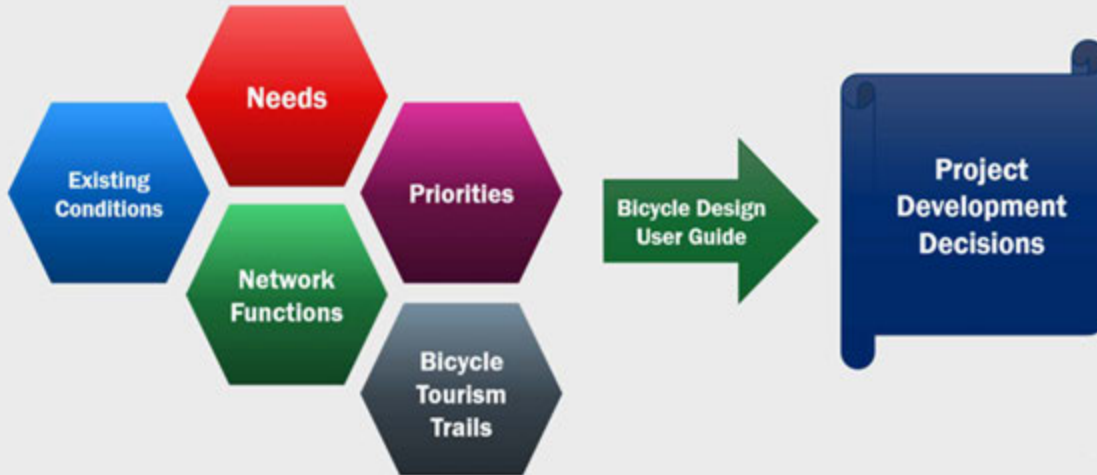 Needs
Existing
Conditions
Priorities
Network
Functions
Bicycle
Tourism
Trails
Bicycle Design
User Guide
Project
Development
Decisions